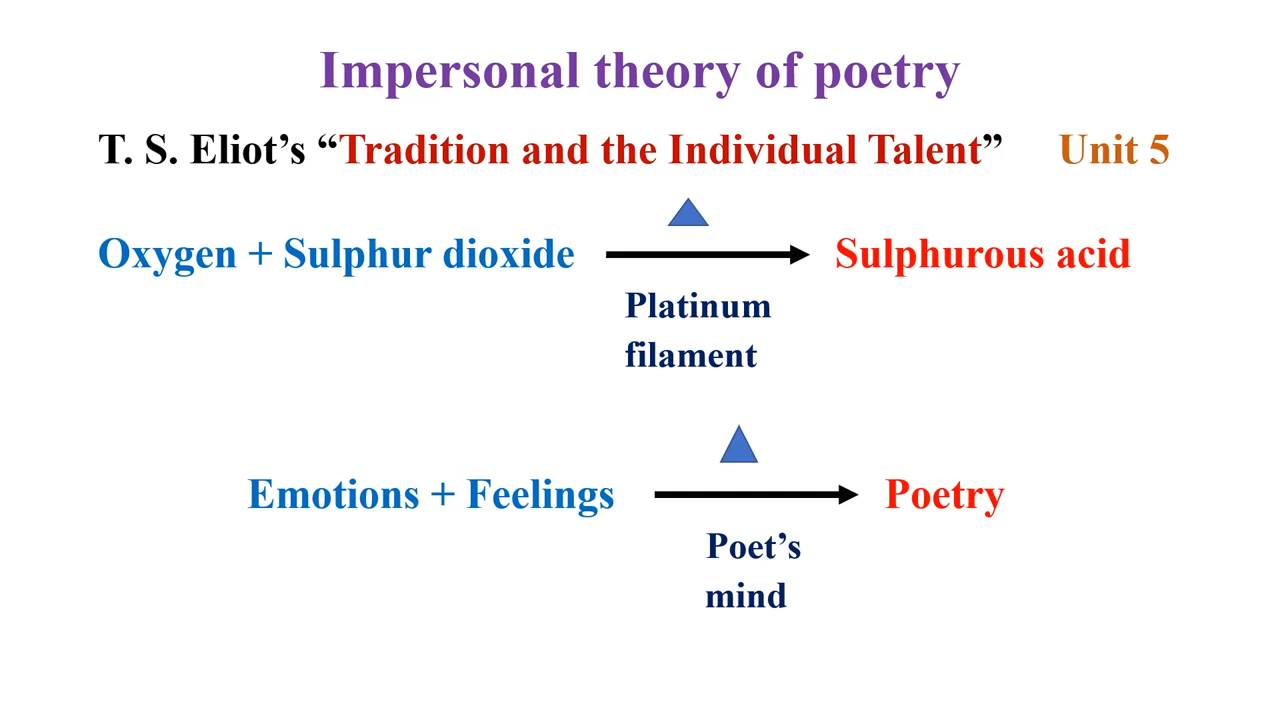 Impersonal theory of poetry
T. S. Eliot’s “Tradition and the Individual Talent” Unit 5
Oxygen + Sulphur dioxide Sulphurous acid
Platinum
filament
Emotions + Feelings Poetry
Poet’s
mind